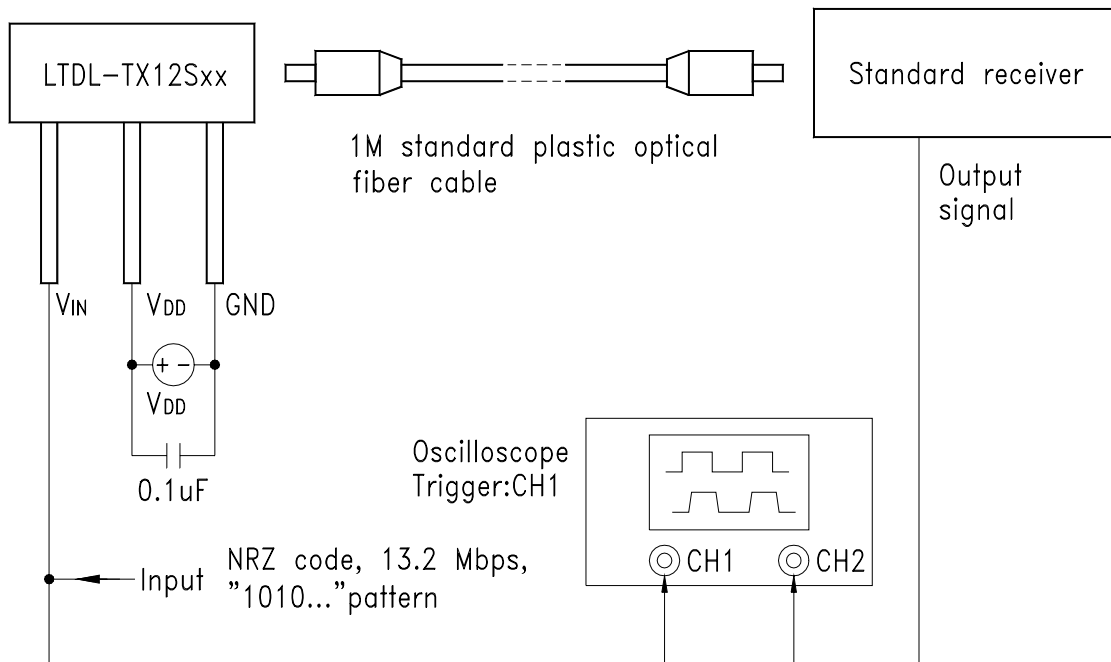 LTDL-TX12Sxx
Standard receiver
1M standard plastic optical
fiber cable
Output
signal
VIN
VDD
GND
+ -
VDD
0.1uF
Oscilloscope
Trigger:CH1
CH1
CH2
Input
NRZ code, 13.2 Mbps,
”1010...”pattern